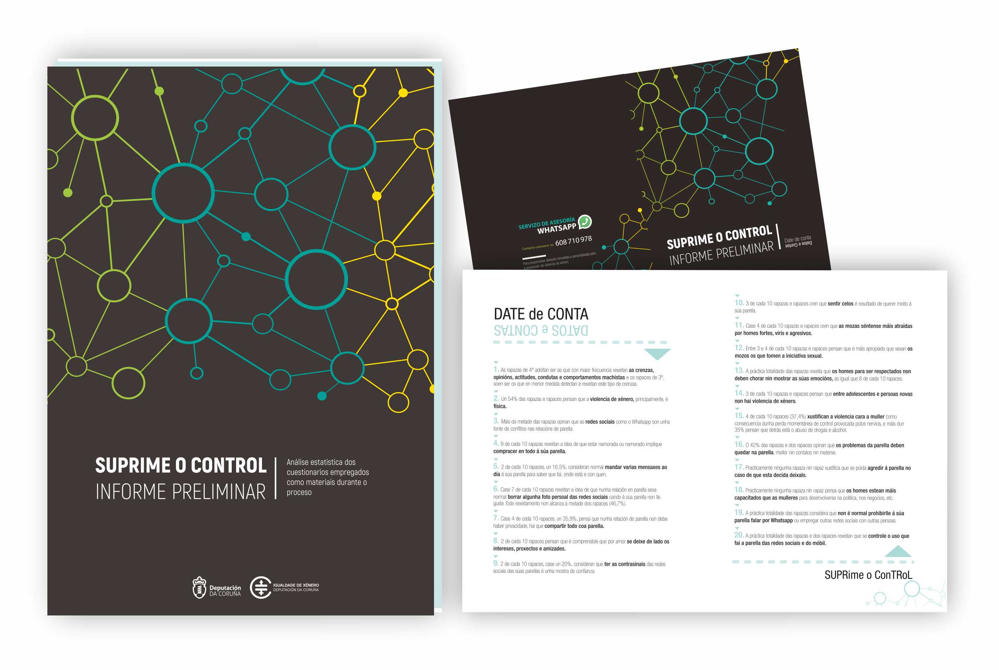 SUPRIME O CONTROL
INFORME PRELIMINAR
Análise estatística dos
cuestionarios empregados
como materiais durante o
proceso
Deputación
DA CORUÑA
IGUALDADE DE XÉNERO
DEPUTACIÓN DA CORUÑA
SERVIZO DE ASESORÍA
WHATSAPP
Contacta connosco no 608 710 978
Para proporcionar atención inmediata e personalizada para
a prevención da violencia de xénero
SUPRIME O CONTROL
INFORME PRELIMINAR
Date de conta
Datos e Contas
DATE de CONTA
DATOS e CONTAS
1. As rapazas de 4º adoitan ser as que con maior frecuencia rexeitan as crenzas,
opinións, actitudes, condutas e comportamentos machistas e os rapaces de 3º,
soen ser os que en menor medida detectan e rexeitan este tipo de crenzas.
2. Un 54% das rapazas e rapaces pensan que a violencia de xénero, principalmente, é
física.
3. Máis da metade das rapazas opinan que as redes sociais como o Whatsapp son unha
fonte de conflitos nas relacións de parella.
4. 9 de cada 10 rapazas rexeitan a idea de que estar namorada ou namorado implique
compracer en todo á súa parella.
5. 2 de cada 10 rapaces, un 16,5%, consideran normal mandar varias mensaxes ao
día á súa parella para saber que fai, onde está e con quen.
6. Case 7 de cada 10 rapazas rexeitan a idea de que nunha relación en parella sexa
normal borrar algunha foto persoal das redes sociais cando á súa parella non lle
guste. Este rexeitamento non alcanza á metade dos rapaces (46,7%).
7. Case 4 de cada 10 rapaces, un 35,9%, pensa que nunha relación de parella non debe
haber privacidade, hai que compartir todo coa parella.
8. 2 de cada 10 rapaces pensan que é comprensible que por amor se deixe de lado os
intereses, proxectos e amizades.
9. 2 de cada 10 rapaces, case un 20%, consideran que ter as contrasinais das redes
sociais das súas parellas é unha mostra de confianza.
10. 3 de cada 10 rapazas e rapaces cren que sentir celos é resultado de querer moito á
súa parella.
11. Case 4 de cada 10 rapazas e rapaces cren que as mozas séntense máis atraídas
por homes fortes, virís e agresivos.
12. Entre 3 e 4 de cada 10 rapazas e rapaces pensan que é máis apropiado que sexan os
mozos os que tomen a iniciativa sexual.
13. A práctica totalidade das rapazas rexeita que os homes para ser respectados non
deben chorar nin mostrar as súas emocións, ao igual que 8 de cada 10 rapaces.
14. 3 de cada 10 rapazas e rapaces pensan que entre adolescentes e persoas novas
non hai violencia de xénero.
15. 4 de cada 10 rapaces (37,4%) xustifican a violencia cara a muller como
consecuencia dunha perda momentánea de control provocada polos nervios, e máis dun
35% pensan que detrás está o abuso de drogas e alcohol.
16. O 42% das rapazas e dos rapaces opinan que os problemas da parella deben
quedar na parella, mellor nin contalos nin meterse.
17. Practicamente ningunha rapaza nin rapaz xustifica que se poida agredir á parella no
caso de que esta decida deixalo.
18. Practicamente ningunha rapaza nin rapaz pensa que os homes estean máis
capacitados que as mulleres para desenvolverse na política, nos negocios, etc.
19. A práctica totalidade das rapazas considera que non é normal prohibirlle á súa
parella falar por Whatsapp ou empregar outras redes sociais con outras persoas.
20. A práctica totalidade das rapazas e dos rapaces rexeitan que se controle o uso que
fai a parella das redes sociais e do móbil.
SUPRime o ConTRoL